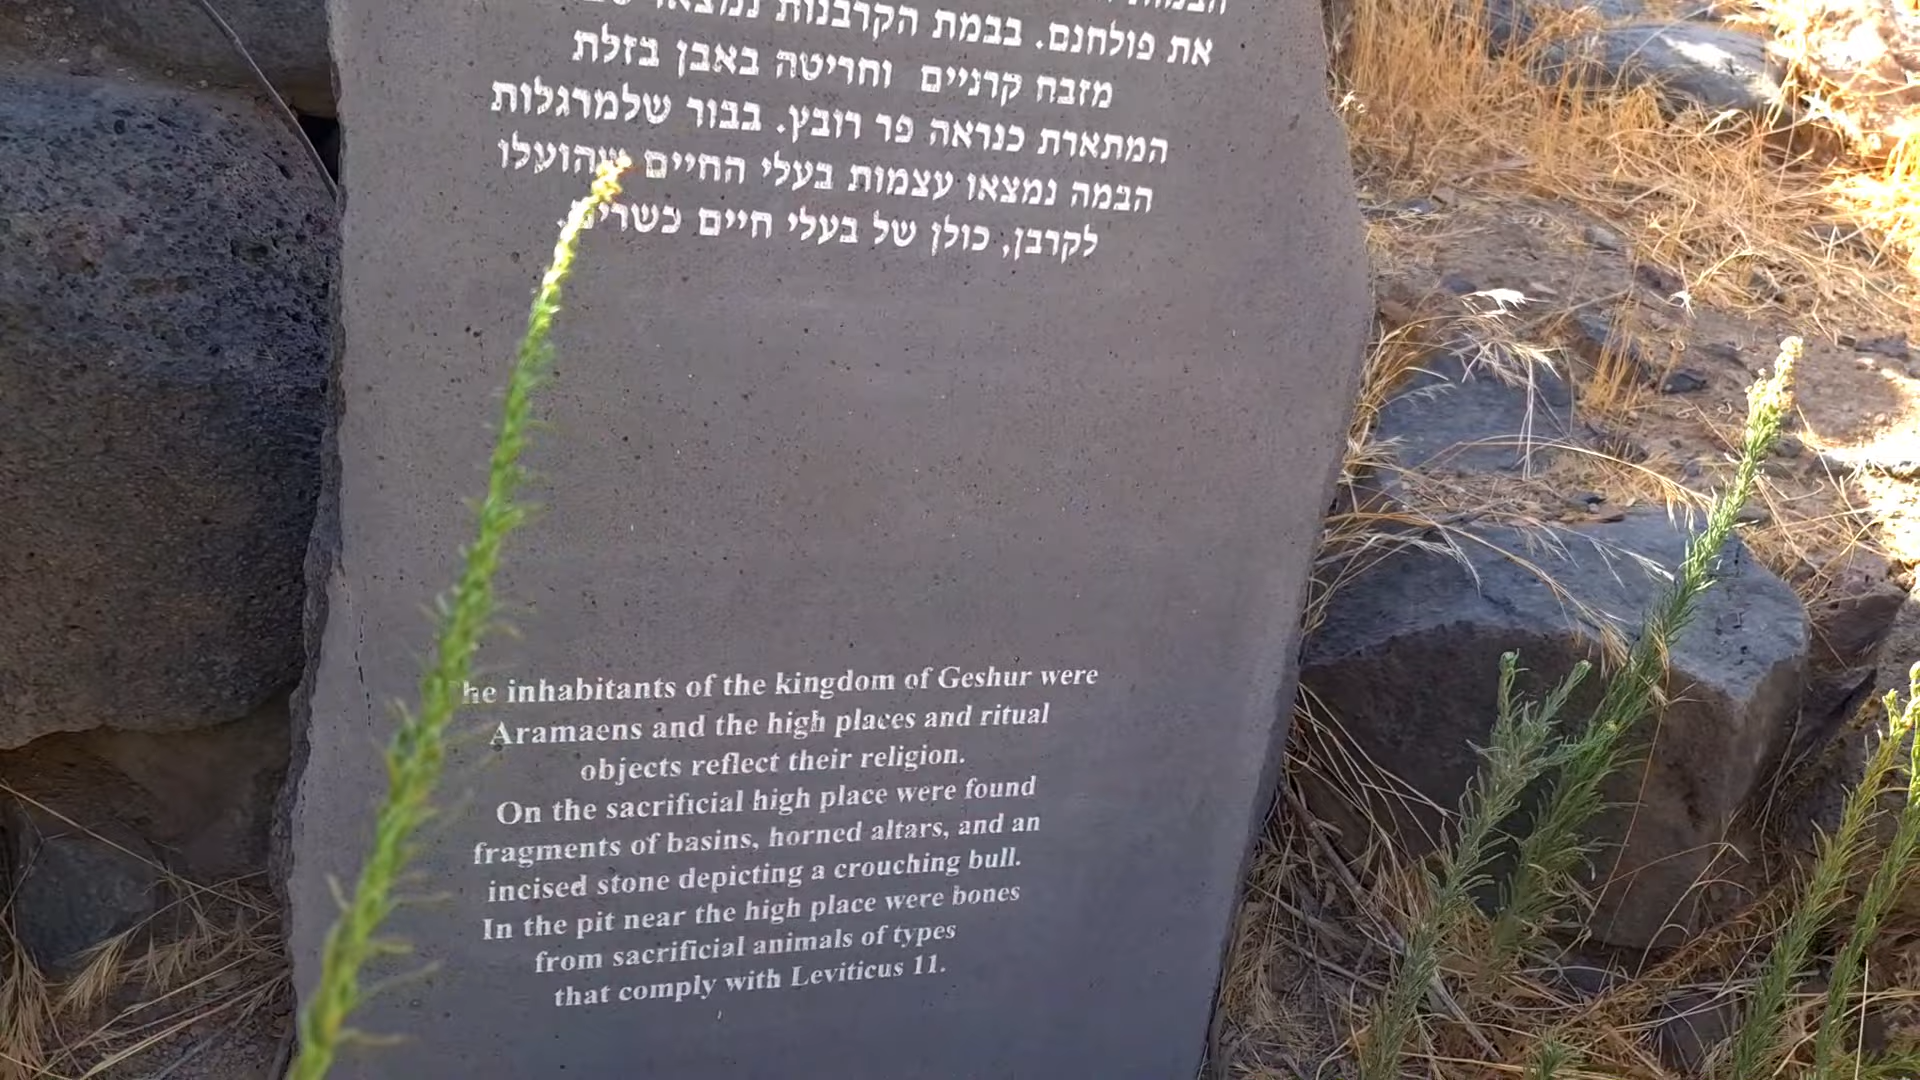 את פולחנם. בבמת הקרבנות נמצאו
מזבח קרניים וחריטה באבן בזלת
המתארת כנראה פר רובץ. בבור שלמרגלות
הבמה נמצאו עצמות בעלי החיים שהועלו
לקרבן, כולן של בעלי חיים כשרים.
he inhabitants of the kingdom of Geshur were
Aramaens and the high places and ritual
objects reflect their religion.
On the sacrificial high place were found
fragments of basins, horned altars, and an
incised stone depicting a crouching bull.
In the pit near the high place were bones
from sacrificial animals of types
that comply with Leviticus 11.